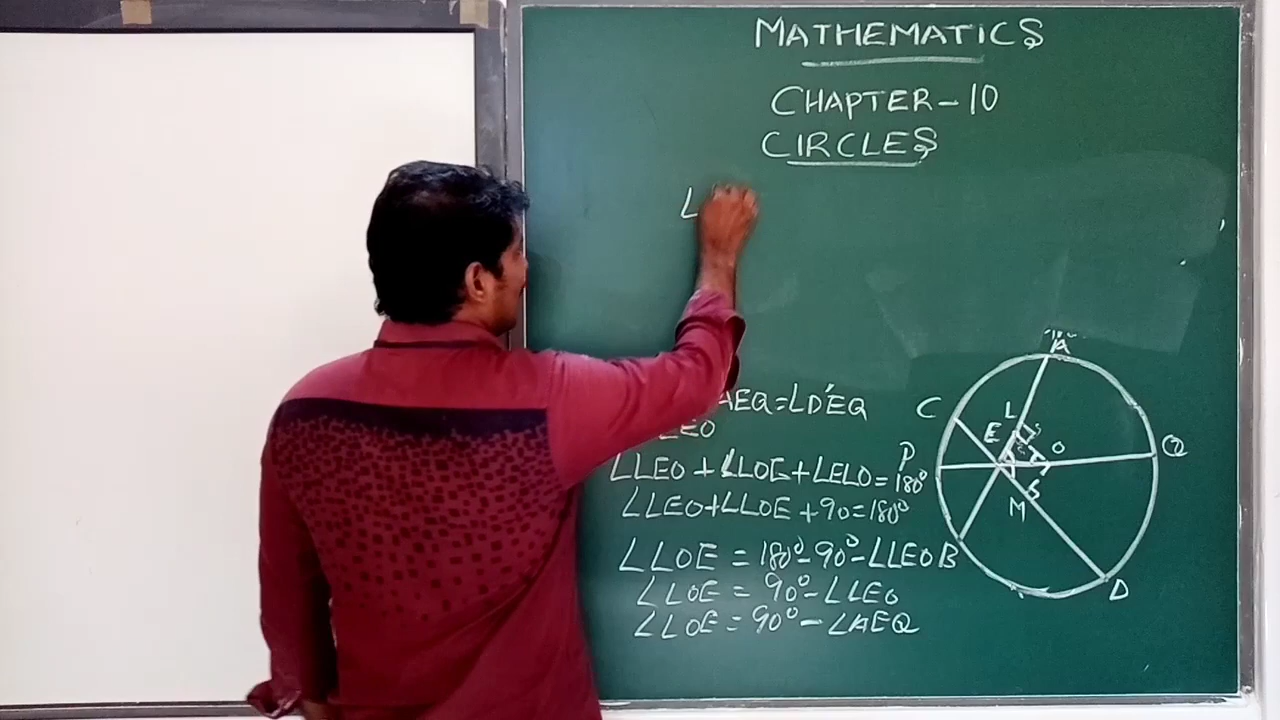 MATHEMATICS
CHAPTER-10
CIRCLES
∠
AEQ=∠D'EQ
LEO
∠LEO+∠LOE+∠ELO=180°
∠LEO+∠LOE+90=180°
∠LOE = 180°-90°-∠LEO
∠LOE = 90°-∠LEO
∠LOE = 90°-∠AEQ
A
C
L
E
O
P
Q
M
B
D